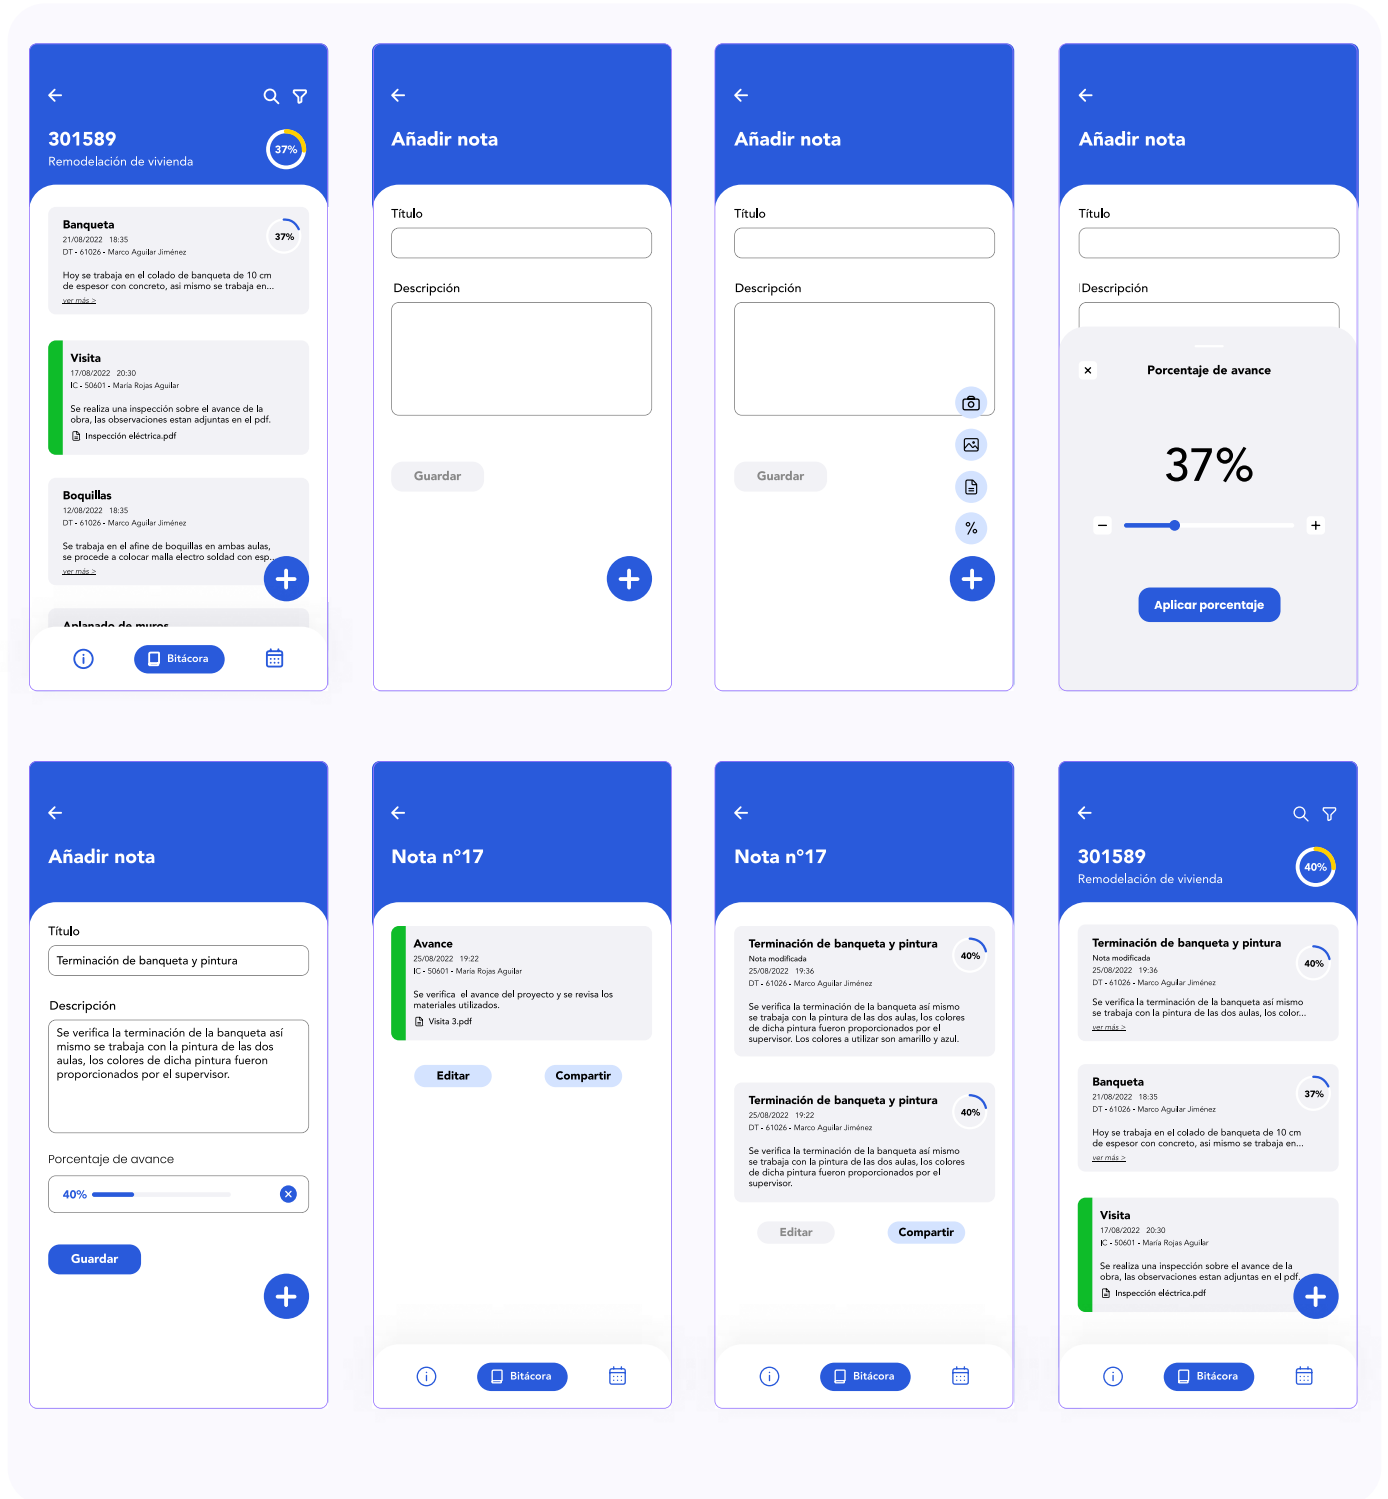 301589
Remodelación de vivienda
37%
Banqueta
21/08/2022 18:35
DT - 61026 - Marco Aguilar Jiménez
37%
Hoy se trabaja en el colado de banqueta de 10 cm
de espesor con concreto, asi mismo se trabaja en...
ver más >
Visita
17/08/2022 20:30
IC - 50601 - María Rojas Aguilar
Se realiza una inspección sobre el avance de la
obra, las observaciones estan adjuntas en el pdf.
Inspección eléctrica.pdf
Boquillas
12/08/2022 18:35
DT - 61026 - Marco Aguilar Jiménez
Se trabaja en el afine de boquillas en ambas aulas,
se procede a colocar malla electro soldad con esp...
ver más >
Aplanado de muros
Bitácora
Añadir nota
Título
Descripción
Guardar
Añadir nota
Título
Descripción
Guardar
%
Añadir nota
Título
Descripción
Porcentaje de avance
37%
Aplicar porcentaje
Añadir nota
Título
Terminación de banqueta y pintura
Descripción
Se verifica la terminación de la banqueta así
mismo se trabaja con la pintura de las dos
aulas, los colores de dicha pintura fueron
proporcionados por el supervisor.
Porcentaje de avance
40%
Guardar
Nota n°17
Avance
25/08/2022 19:22
IC - 50601 - María Rojas Aguilar
Se verifica el avance del proyecto y se revisa los
materiales utilizados.
Visita 3.pdf
Editar
Compartir
Bitácora
Nota n°17
Terminación de banqueta y pintura
Nota modificada
25/08/2022 19:36
DT - 61026 - Marco Aguilar Jiménez
40%
Se verifica la terminación de la banqueta así mismo
se trabaja con la pintura de las dos aulas, los colores
de dicha pintura fueron proporcionados por el
supervisor. Los colores a utilizar son amarillo y azul.
Terminación de banqueta y pintura
25/08/2022 19:22
DT - 61026 - Marco Aguilar Jiménez
40%
Se verifica la terminación de la banqueta así mismo
se trabaja con la pintura de las dos aulas, los colores
de dicha pintura fueron proporcionados por el
supervisor.
Editar
Compartir
Bitácora
301589
Remodelación de vivienda
40%
Terminación de banqueta y pintura
Nota modificada
25/08/2022 19:36
DT - 61026 - Marco Aguilar Jiménez
40%
Se verifica la terminación de la banqueta así mismo
se trabaja con la pintura de las dos aulas, los color...
ver más >
Banqueta
21/08/2022 18:35
DT - 61026 - Marco Aguilar Jiménez
37%
Hoy se trabaja en el colado de banqueta de 10 cm
de espesor con concreto, asi mismo se trabaja en...
ver más >
Visita
17/08/2022 20:30
IC - 50601 - María Rojas Aguilar
Se realiza una inspección sobre el avance de la
obra, las observaciones estan adjuntas en el pdf.
Inspección eléctrica.pdf
Bitácora